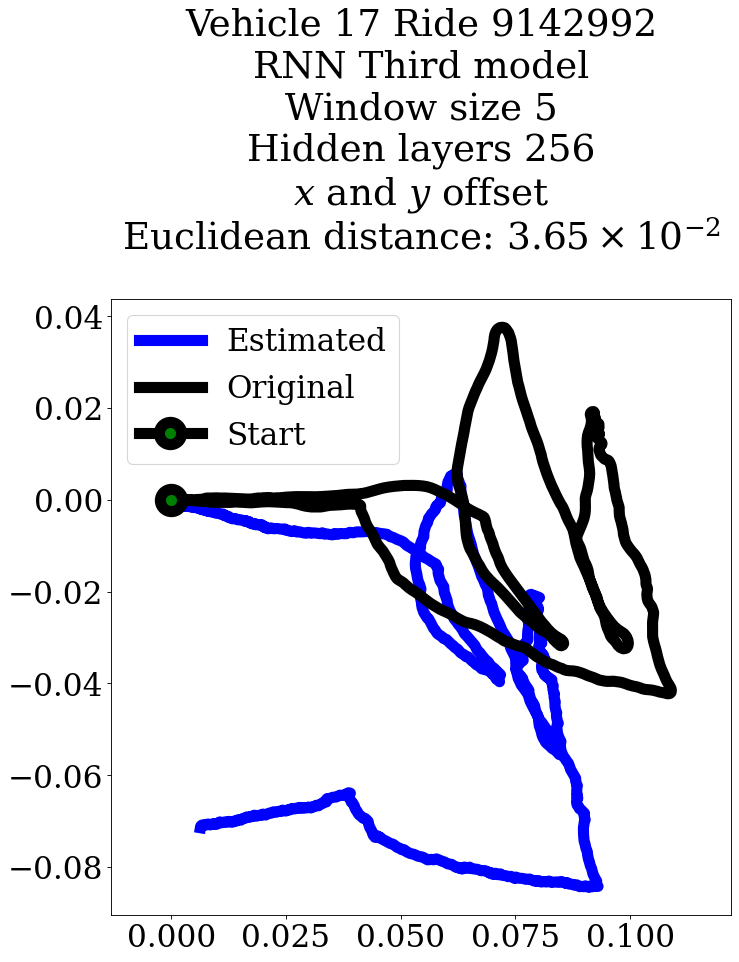 Vehicle 17 Ride 9142992
RNN Third model
Window size 5
Hidden layers 256
x and y offset
Euclidean distance: 3.65 × 10⁻²
Estimated
Original
Start
0.04
0.02
0.00
−0.02
−0.04
−0.06
−0.08
0.000 0.025 0.050 0.075 0.100